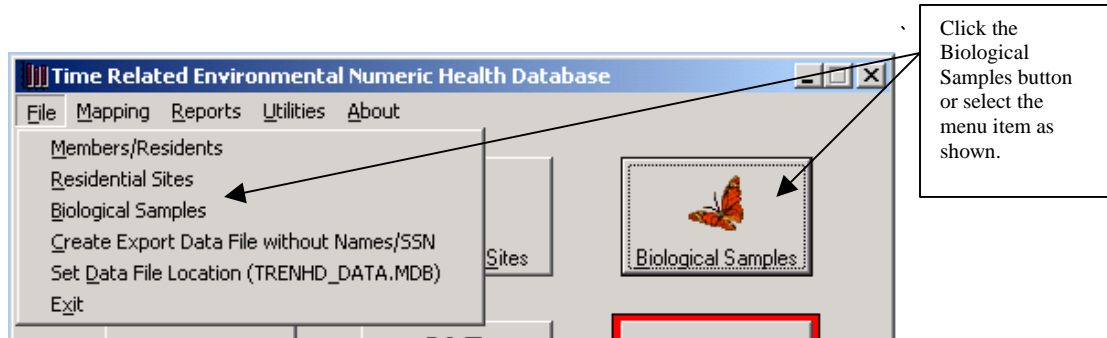 Click the
Biological
Samples button
or select the
menu item as
shown.
Time Related Environmental Numeric Health Database
File Mapping Reports Utilities About
Members/Residents
Residential Sites
Biological Samples
Create Export Data File without Names/SSN
Set Data File Location (TRENHD_DATA.MDB)
Exit
Sites
Biological Samples